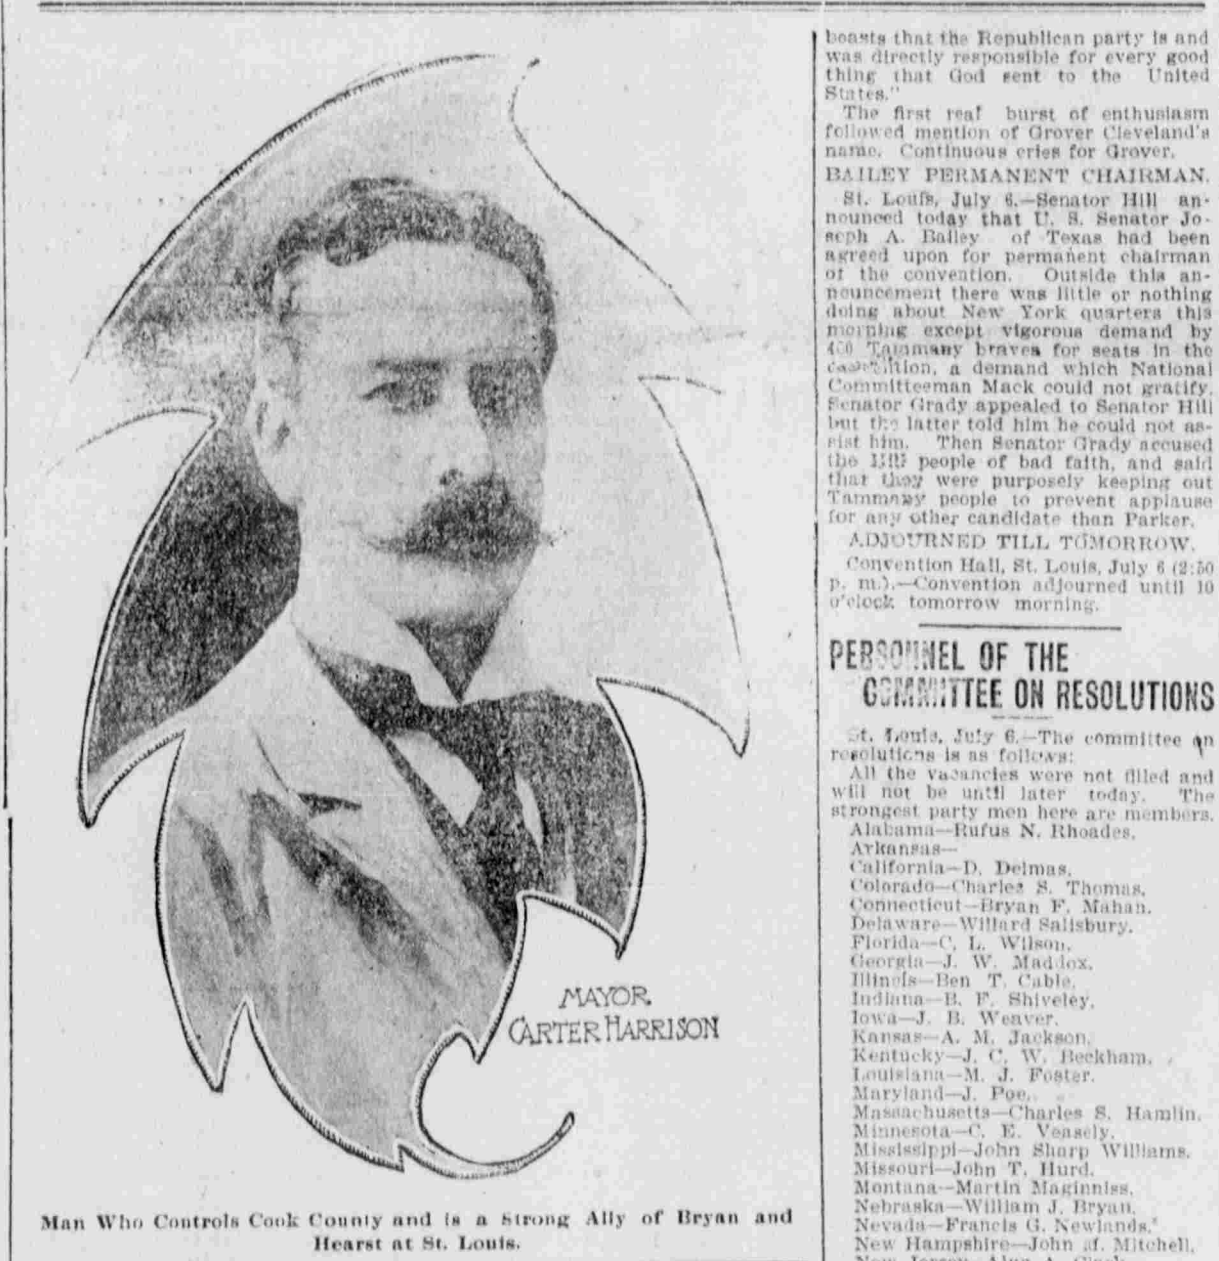 MAYOR
CARTER HARRISON
Man Who Controls Cook County and is a Strong Ally of Bryan and
Hearst at St. Louis.
boasts that the Republican party is and
was directly responsible for every good
thing that God sent to the United
States."
The first real burst of enthusiasm
followed mention of Grover Cleveland's
name. Continuous cries for Grover.
BAILEY PERMANENT CHAIRMAN.
St. Louis, July 6.—Senator Hill an-
nounced today that U. S. Senator Jo-
seph A. Bailey of Texas had been
agreed upon for permanent chairman
of the convention. Outside this an-
nouncement there was little or nothing
doing about New York quarters this
morning except vigorous demand by
Tammany braves for seats in the
a demand which National
Committeeman Mack could not gratify.
Senator Grady appealed to Senator Hill
but the latter told him he could not as-
sist him. Then Senator Grady accused
the Hill people of bad faith, and said
that they were purposely keeping out
Tammany people to prevent applause
for any other candidate than Parker.
ADJOURNED TILL TOMORROW.
Convention Hall, St. Louis, July 6 (2:50
p. m.).—Convention adjourned until 10
o'clock tomorrow morning.
PERSONNEL OF THE
COMMITTEE ON RESOLUTIONS
St. Louis, July 6.—The committee on
resolutions is as follows:
All the vacancies were not filled and
will not be until later today. The
strongest party men here are members.
Alabama—Rufus N. Rhoades.
Arkansas—
California—D. Delmas.
Colorado—Charles S. Thomas.
Connecticut—Bryan F. Mahan.
Delaware—Willard Salisbury.
Florida—C. L. Wilson.
Georgia—J. W. Maddox.
Illinois—Ben T. Cable.
Indiana—B. F. Shiveley.
Iowa—J. B. Weaver.
Kansas—A. M. Jackson.
Kentucky—J. C. W. Beckham.
Louisiana—M. J. Foster.
Maryland—J. Poe.
Massachusetts—Charles S. Hamlin.
Minnesota—C. E. Veasely.
Mississippi—John Sharp Williams.
Missouri—John T. Hurd.
Montana—Martin Maginniss.
Nebraska—William J. Bryan.
Nevada—Francis G. Newlands.
New Hampshire—John M. Mitchell.